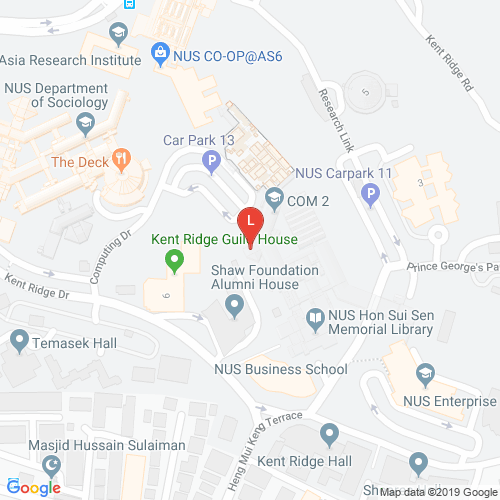 Kent Ridge Rd
Asia Research Institute
NUS CO-OP@AS6
NUS Department
of Sociology
5
Research Link
Car Park 13
The Deck
NUS Carpark 11
3
COM 2
L
Computing Dr
Kent Ridge Guild House
Prince George's Pa
Kent Ridge Dr
Shaw Foundation
Alumni House
6
NUS Hon Sui Sen
Memorial Library
Temasek Hall
NUS Business School
NUS Enterprise
Heng Mui Keng Terrace
Masjid Hussain Sulaiman
Kent Ridge Hall
Google
Map data ©2019 Google